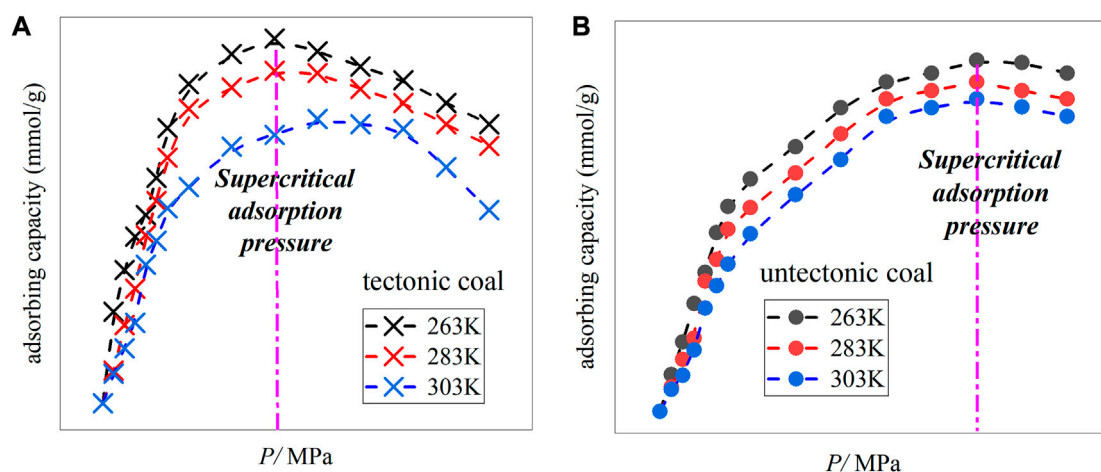 A
adsorbing capacity (mmol/g)
Supercritical
adsorption
pressure
tectonic coal
263K
283K
303K
P/ MPa
B
adsorbing capacity (mmol/g)
Supercritical
adsorption
pressure
untectonic coal
263K
283K
303K
P/ MPa